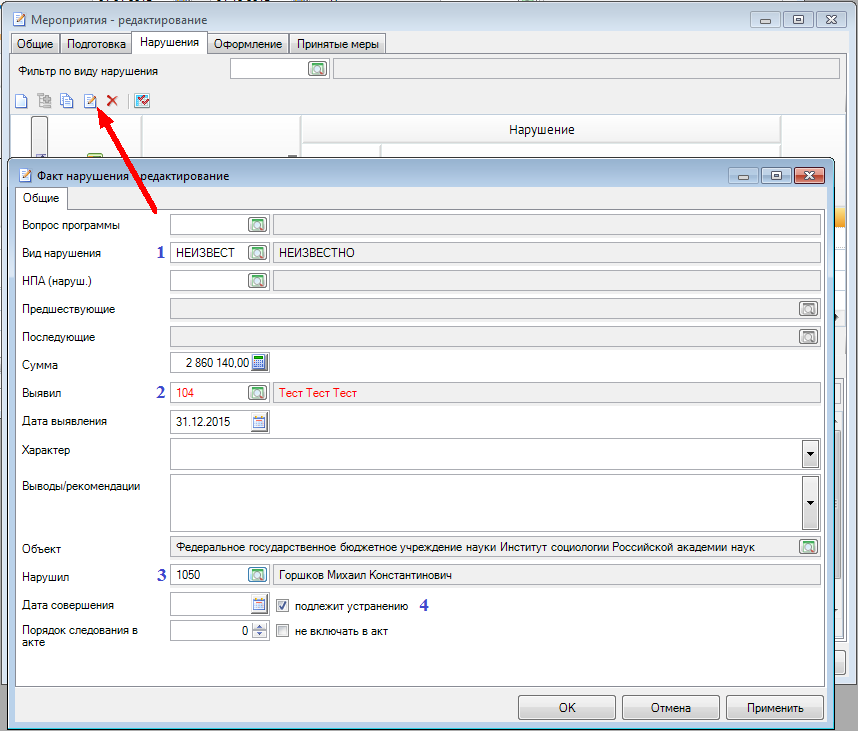 Мероприятия - редактирование
Общие Подготовка Нарушения Оформление Принятые меры
Фильтр по виду нарушения
Нарушение
Факт нарушения редактирование
Общие
Вопрос программы
Вид нарушения 1 НЕИЗВЕСТ НЕИЗВЕСТНО
НПА (наруш.)
Предшествующие
Последующие
Сумма 2 860 140,00
Выявил 2 104 Тест Тест Тест
Дата выявления 31.12.2015
Характер
Выводы/рекомендации
Объект Федеральное государственное бюджетное учреждение науки Институт социологии Российской академии наук
Нарушил 3 1050 Горшков Михаил Константинович
Дата совершения подлежит устранению 4
Порядок следования в акте 0 не включать в акт
OK Отмена Применить